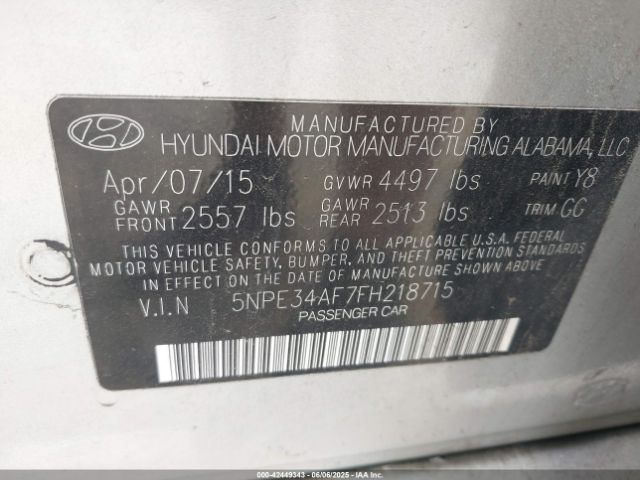 MANUFACTURED BY
HYUNDAI MOTOR MANUFACTURING ALABAMA, LLC
Apr/07/15 GVWR 4497 lbs PAINT Y8
GAWR FRONT 2557 lbs GAWR REAR 2513 lbs TRIM GG
THIS VEHICLE CONFORMS TO ALL APPLICABLE U.S.A. FEDERAL
MOTOR VEHICLE SAFETY, BUMPER, AND THEFT PREVENTION STANDARDS
IN EFFECT ON THE DATE OF MANUFACTURE SHOWN ABOVE.
V.I.N 5NPE34AF7FH218715
PASSENGER CAR
000-42449343 - 06/06/2025 - IAA Inc.